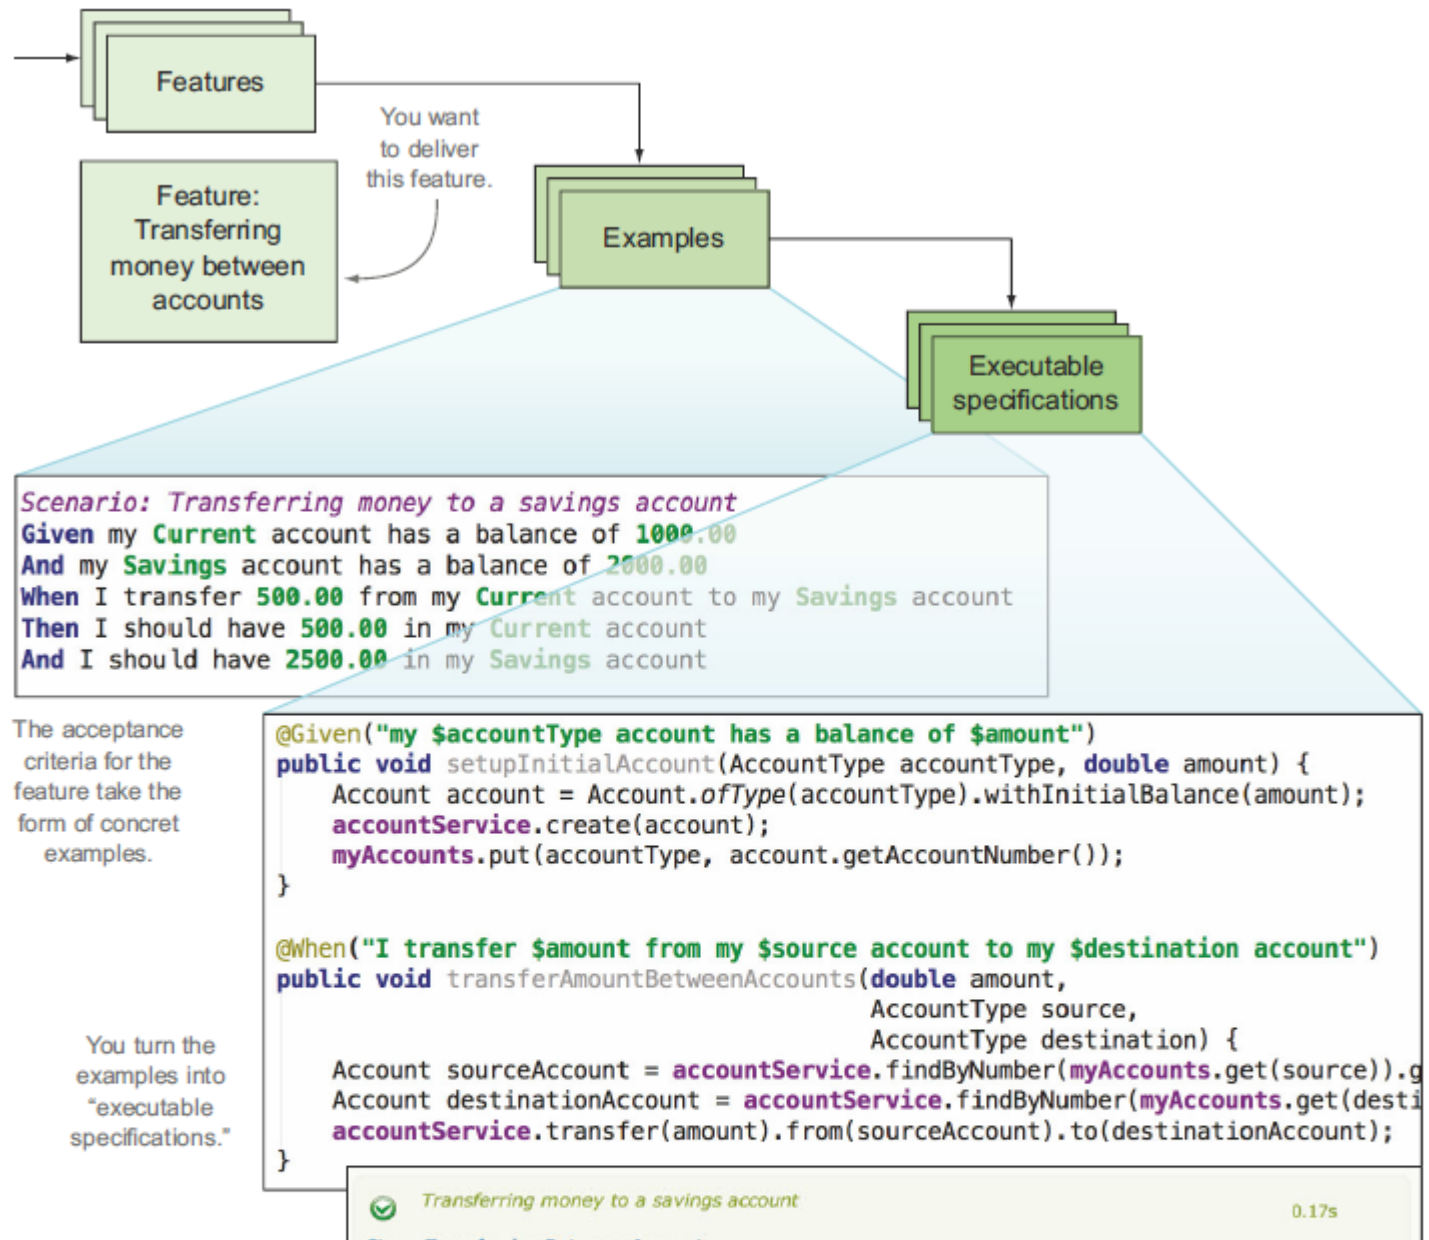 Features
You want
to deliver
this feature.
Feature:
Transferring
money between
accounts
Examples
Executable
specifications
Scenario: Transferring money to a savings account
Given my Current account has a balance of 1000.00
And my Savings account has a balance of 2000.00
When I transfer 500.00 from my Current account to my Savings account
Then I should have 500.00 in my Current account
And I should have 2500.00 in my Savings account
The acceptance
criteria for the
feature take the
form of concret
examples.
@Given("my $accountType account has a balance of $amount")
public void setupInitialAccount(AccountType accountType, double amount) {
Account account = Account.ofType(accountType).withInitialBalance(amount);
accountService.create(account);
myAccounts.put(accountType, account.getAccountNumber());
}
@When("I transfer $amount from my $source account to my $destination account")
public void transferAmountBetweenAccounts(double amount,
AccountType source,
AccountType destination) {
Account sourceAccount = accountService.findByNumber(myAccounts.get(source)).g
Account destinationAccount = accountService.findByNumber(myAccounts.get(desti
accountService.transfer(amount).from(sourceAccount).to(destinationAccount);
}
You turn the
examples into
“executable
specifications.”
Transferring money to a savings account
0.17s